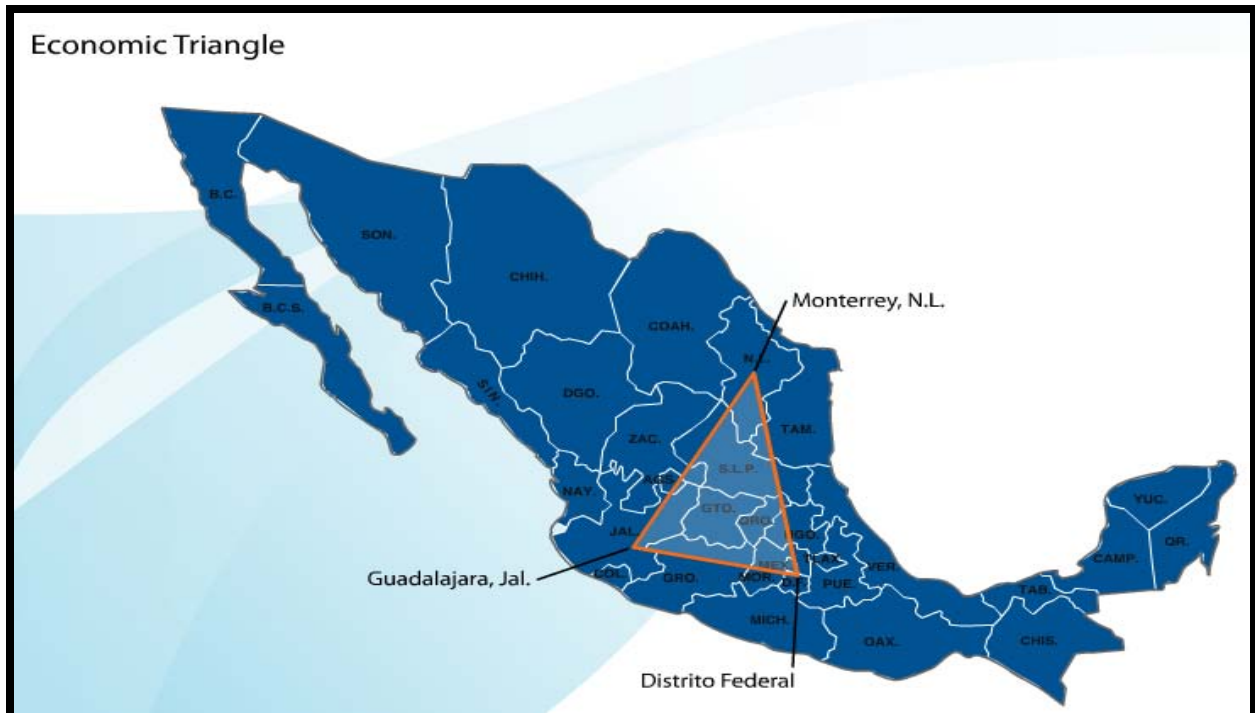 Economic Triangle
B.C.
SON.
CHIH.
B.C.S.
COAH.
Monterrey, N.L.
N.L.
SIN.
DGO.
TAM.
ZAC.
S.L.P.
AGS.
NAY.
GTO.
QRO.
YUC.
JAL.
HGO.
QR.
TLAX.
CAMP.
Guadalajara, Jal.
COL.
GRO.
MEX.
MOR.
D.F.
PUE.
VER.
TAB.
MICH.
OAX.
CHIS.
Distrito Federal